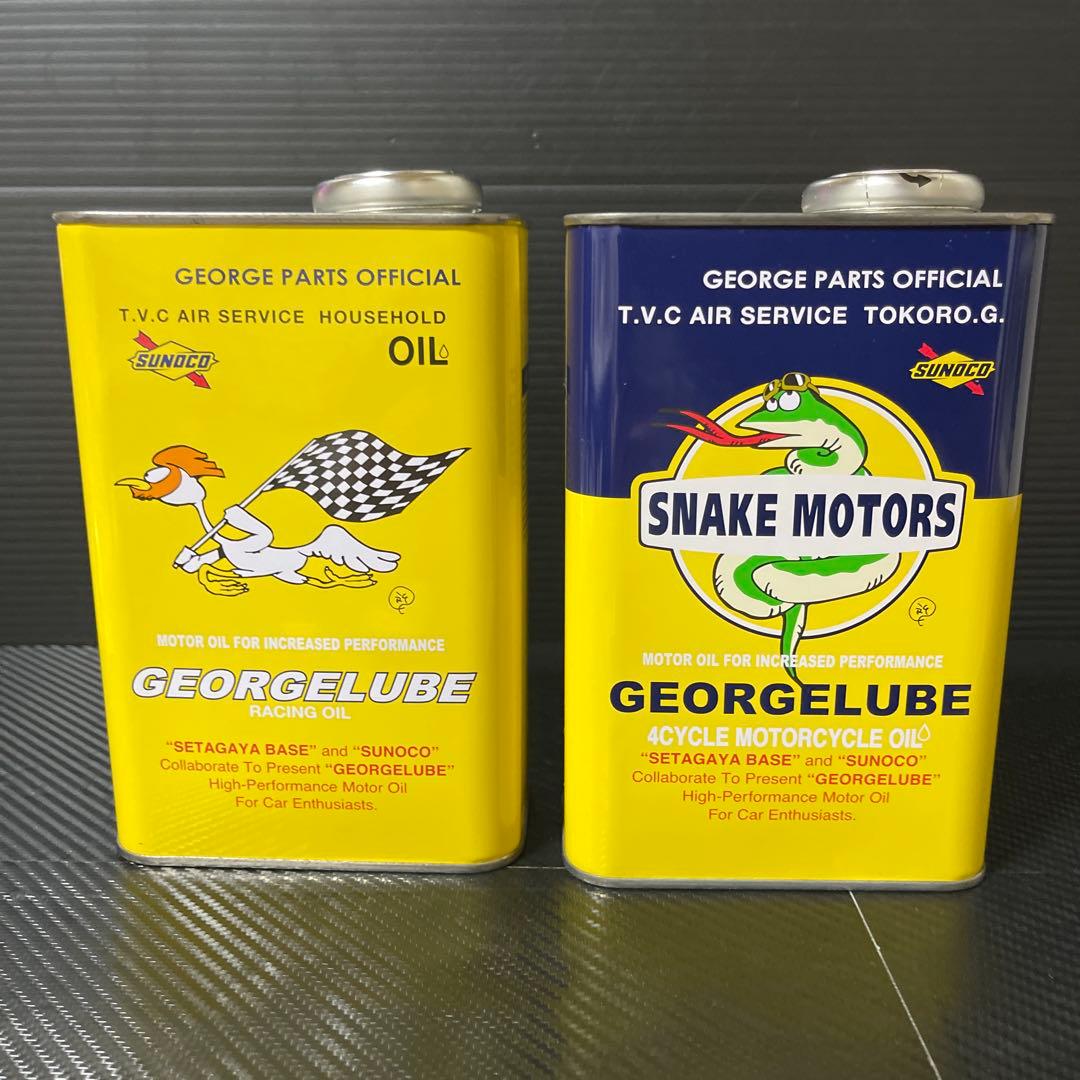 GEORGE PARTS OFFICIAL
T.V.C AIR SERVICE HOUSEHOLD
OIL
SUNOCO
MOTOR OIL FOR INCREASED PERFORMANCE
GEORGELUBE
RACING OIL
"SETAGAYA BASE" and "SUNOCO"
Collaborate To Present "GEORGELUBE"
High-Performance Motor Oil
For Car Enthusiasts.
GEORGE PARTS OFFICIAL
T.V.C AIR SERVICE TOKORO.G.
SUNOCO
SNAKE MOTORS
MOTOR OIL FOR INCREASED PERFORMANCE
GEORGELUBE
4CYCLE MOTORCYCLE OIL
"SETAGAYA BASE" and "SUNOCO"
Collaborate To Present "GEORGELUBE"
High-Performance Motor Oil
For Car Enthusiasts.